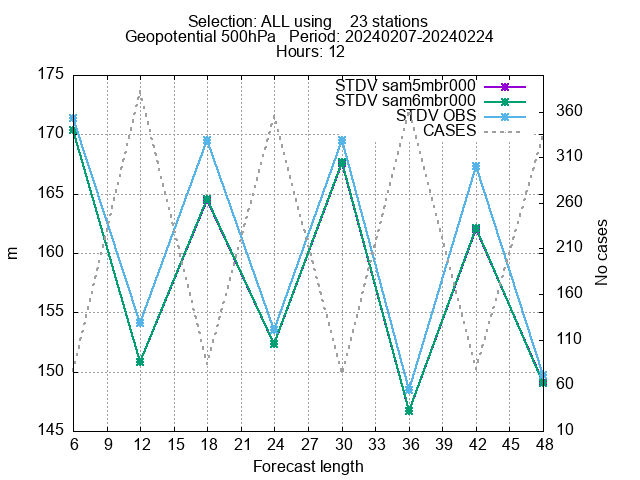 Selection: ALL using    23 stations
Geopotential 500hPa   Period: 20240207-20240224
Hours: 12
175
170
165
160
155
150
145
m
STDV sam5mbr000
STDV sam6mbr000
STDV OBS
CASES
360
310
260
210
160
110
60
10
No cases
6 9 12 15 18 21 24 27 30 33 36 39 42 45 48
Forecast length